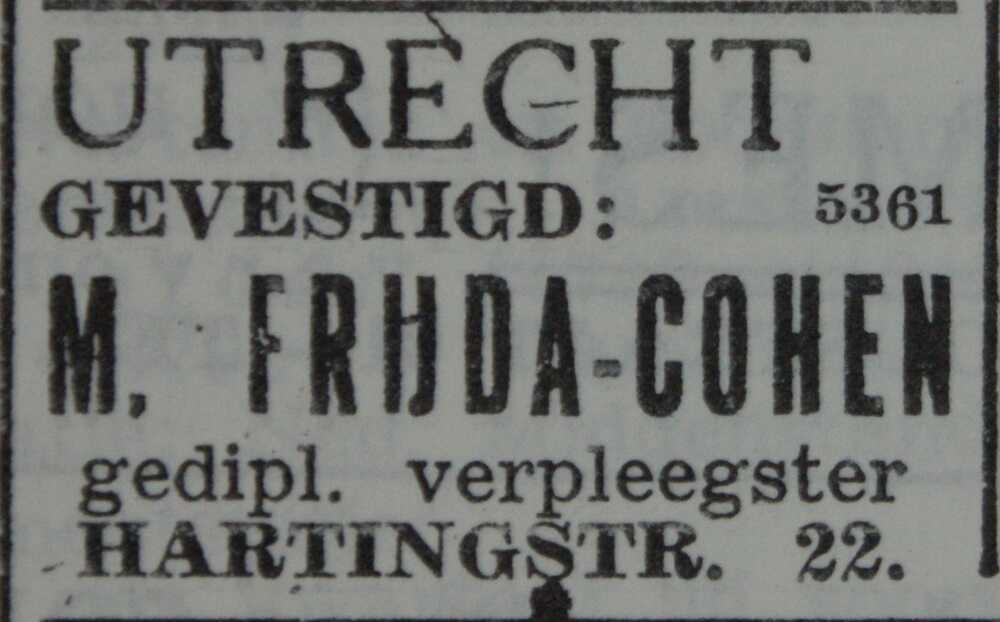 UTRECHT
GEVESTIGD: 5361
M. FRIJDA-COHEN
gedipl. verpleegster
HARTINGSTR. 22.